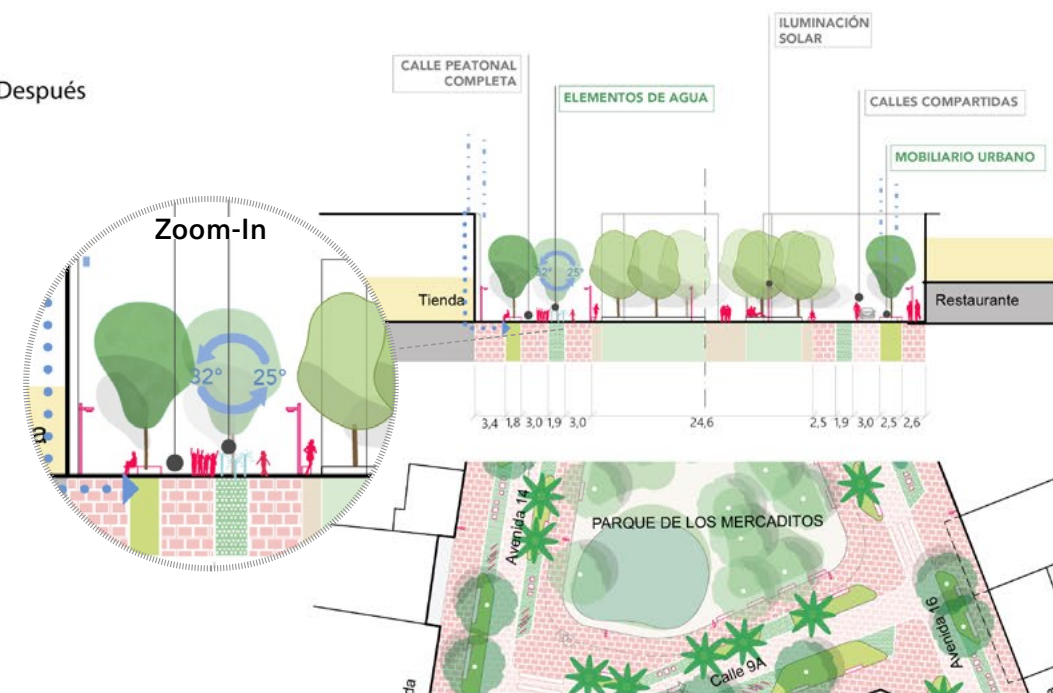 Después
ILUMINACIÓN
SOLAR
CALLE PEATONAL
COMPLETA
ELEMENTOS DE AGUA
CALLES COMPARTIDAS
MOBILIARIO URBANO
Zoom-In
32° 25°
Tienda
Restaurante
32° 25°
3,4 1,8 3,0 1,9 3,0 24,6 2,5 1,9 3,0 2,5 2,6
Avenida 14
PARQUE DE LOS MERCADITOS
Avenida 16
Calle 9A
da